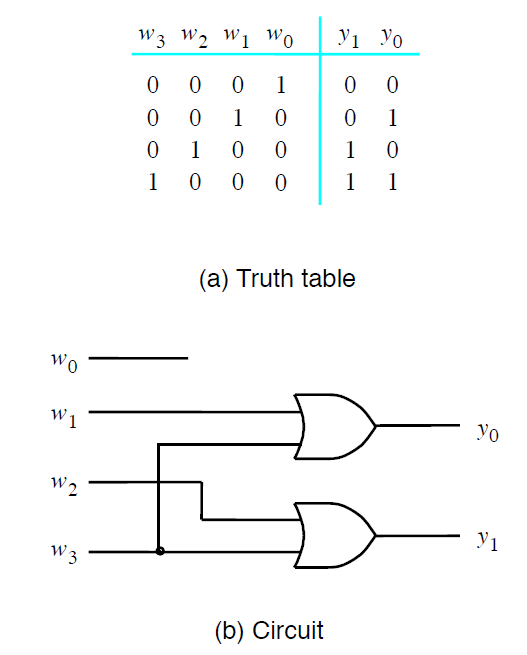 w3 w2 w1 w0 y1 y0
0 0 0 1 0 0
0 0 1 0 0 1
0 1 0 0 1 0
1 0 0 0 1 1
(a) Truth table
w0
w1
y0
w2
w3
y1
(b) Circuit